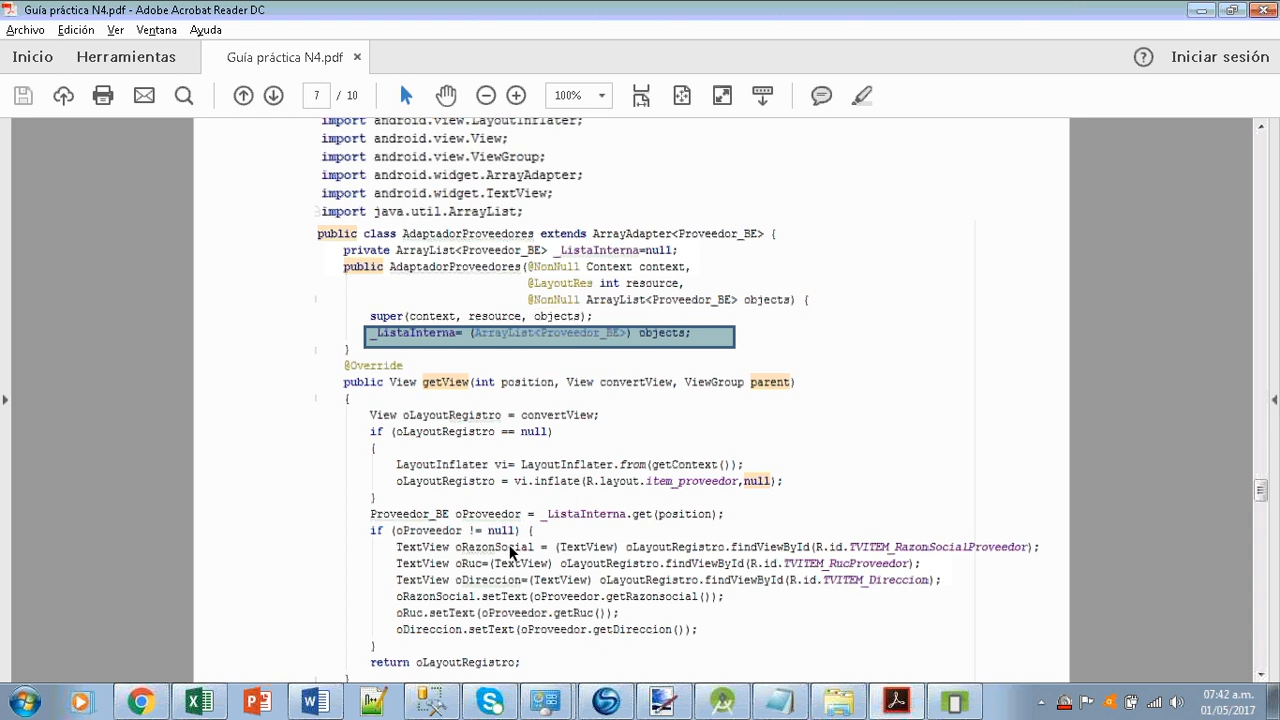 Guía práctica N4.pdf - Adobe Acrobat Reader DC
Archivo Edición Ver Ventana Ayuda
Inicio Herramientas Guía práctica N4.pdf × ? Iniciar sesión
7 / 10 100%
import android.view.LayoutInflater;
import android.view.View;
import android.view.ViewGroup;
import android.widget.ArrayAdapter;
import android.widget.TextView;
import java.util.ArrayList;
public class AdaptadorProveedores extends ArrayAdapter<Proveedor_BE> {
private ArrayList<Proveedor_BE> _ListaInterna=null;
public AdaptadorProveedores(@NonNull Context context,
@LayoutRes int resource,
@NonNull ArrayList<Proveedor_BE> objects) {
super(context, resource, objects);
_ListaInterna= (ArrayList<Proveedor_BE>) objects;
}
@Override
public View getView(int position, View convertView, ViewGroup parent)
{
View oLayoutRegistro = convertView;
if (oLayoutRegistro == null)
{
LayoutInflater vi= LayoutInflater.from(getContext());
oLayoutRegistro = vi.inflate(R.layout.item_proveedor,null);
}
Proveedor_BE oProveedor = _ListaInterna.get(position);
if (oProveedor != null) {
TextView oRazonSocial = (TextView) oLayoutRegistro.findViewById(R.id.TVITEM_RazonSocialProveedor);
TextView oRuc=(TextView) oLayoutRegistro.findViewById(R.id.TVITEM_RucProveedor);
TextView oDireccion=(TextView) oLayoutRegistro.findViewById(R.id.TVITEM_Direccion);
oRazonSocial.setText(oProveedor.getRazonsocial());
oRuc.setText(oProveedor.getRuc());
oDireccion.setText(oProveedor.getDireccion());
}
return oLayoutRegistro;
}
07:42 a.m.
01/05/2017